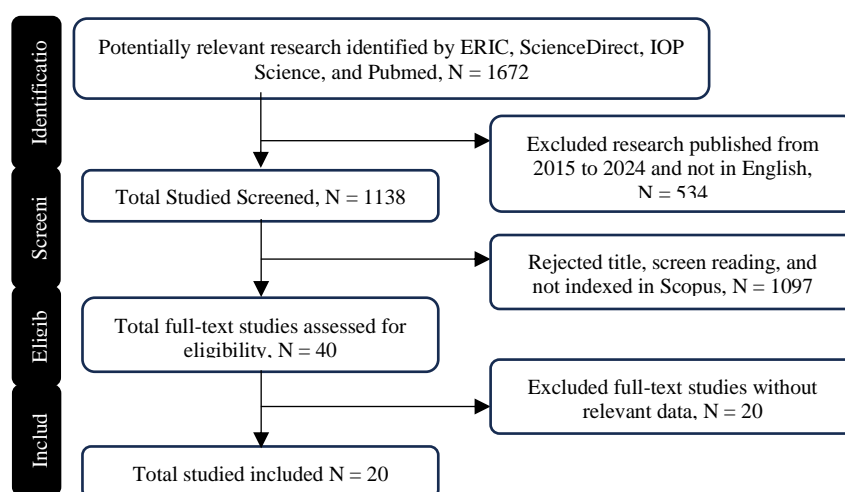 Identificatio
Potentially relevant research identified by ERIC, ScienceDirect, IOP
Science, and Pubmed, N = 1672
Excluded research published from
2015 to 2024 and not in English,
N = 534
Screeni
Total Studied Screened, N = 1138
Rejected title, screen reading, and
not indexed in Scopus, N = 1097
Eligib
Total full-text studies assessed for
eligibility, N = 40
Excluded full-text studies without
relevant data, N = 20
Includ
Total studied included N = 20